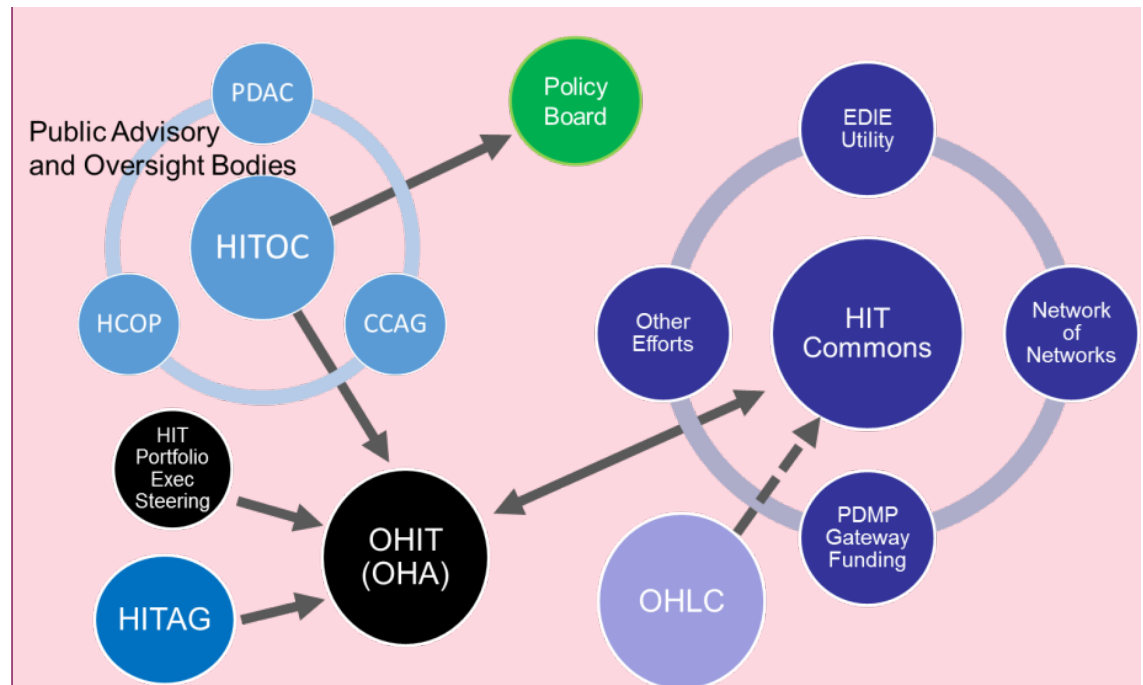 PDAC
Public Advisory
and Oversight Bodies
HITOC
HCOP
CCAG
Policy
Board
EDIE
Utility
Other
Efforts
HIT
Commons
Network
of
Networks
PDMP
Gateway
Funding
HIT
Portfolio
Exec
Steering
OHIT
(OHA)
HITAG
OHLC